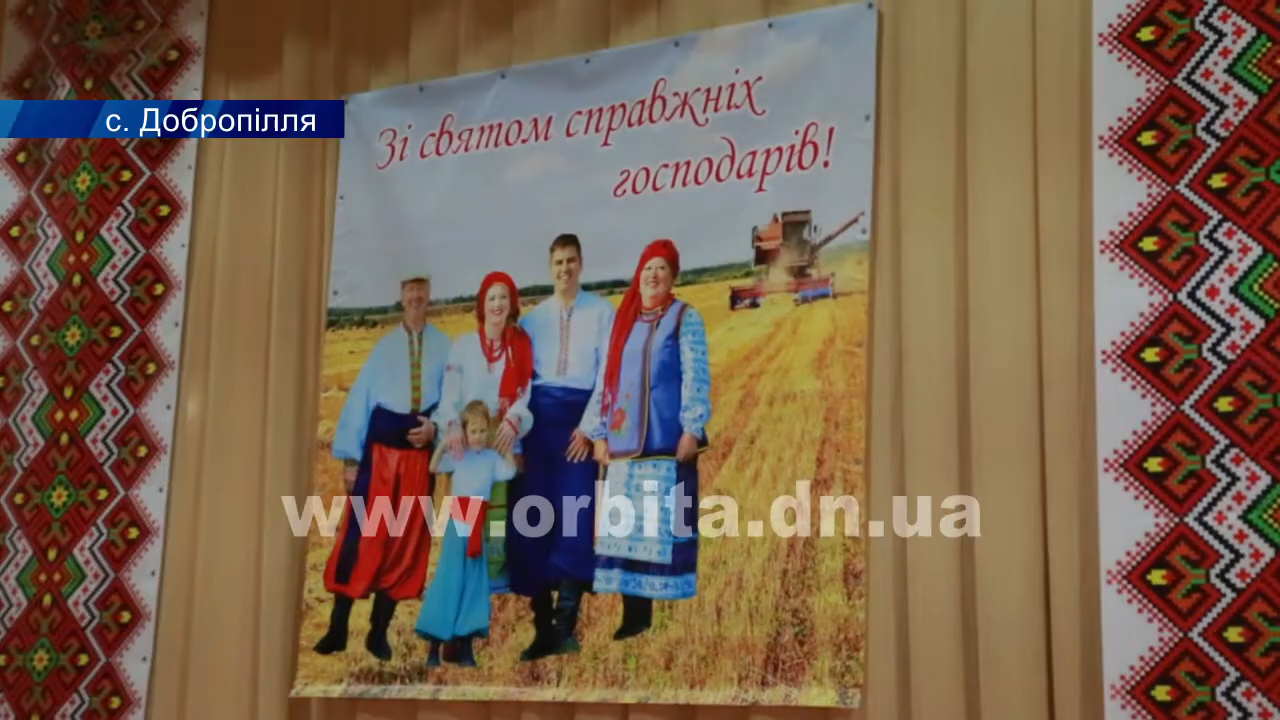 с. Добропілля
Зі святом справжніх
господарів!
www.orbita.dn.ua